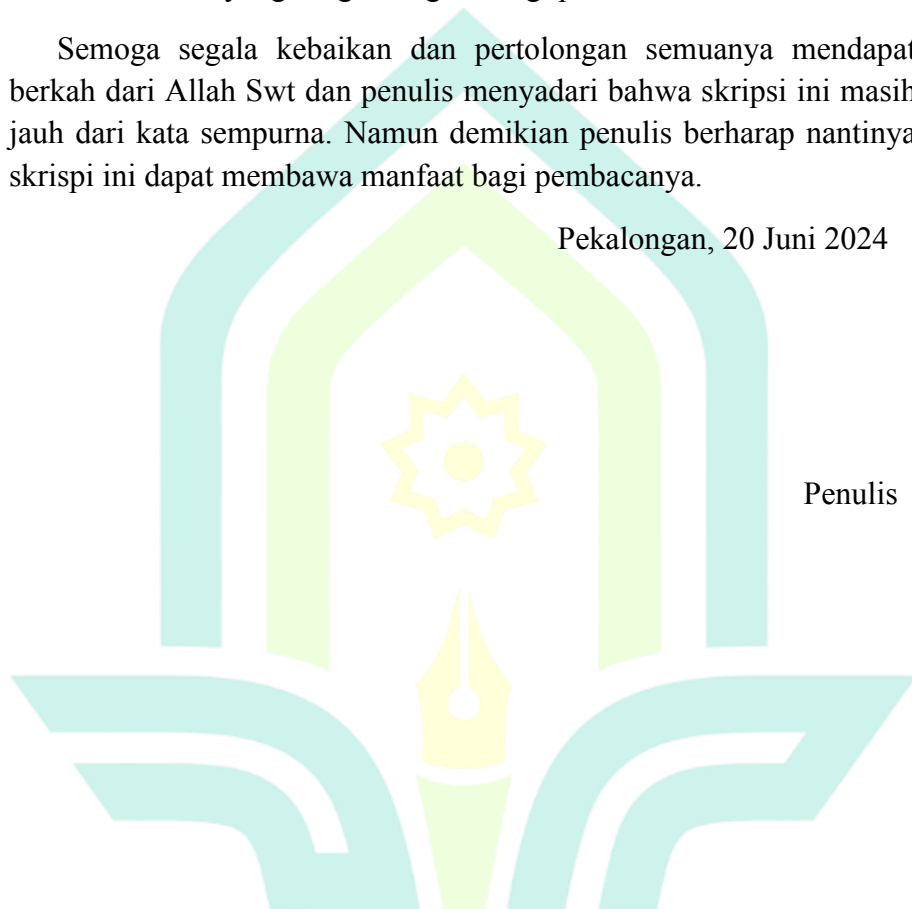 Semoga segala kebaikan dan pertolongan semuanya mendapat
berkah dari Allah Swt dan penulis menyadari bahwa skripsi ini masih
jauh dari kata sempurna. Namun demikian penulis berharap nantinya
skrispi ini dapat membawa manfaat bagi pembacanya.
Pekalongan, 20 Juni 2024
Penulis